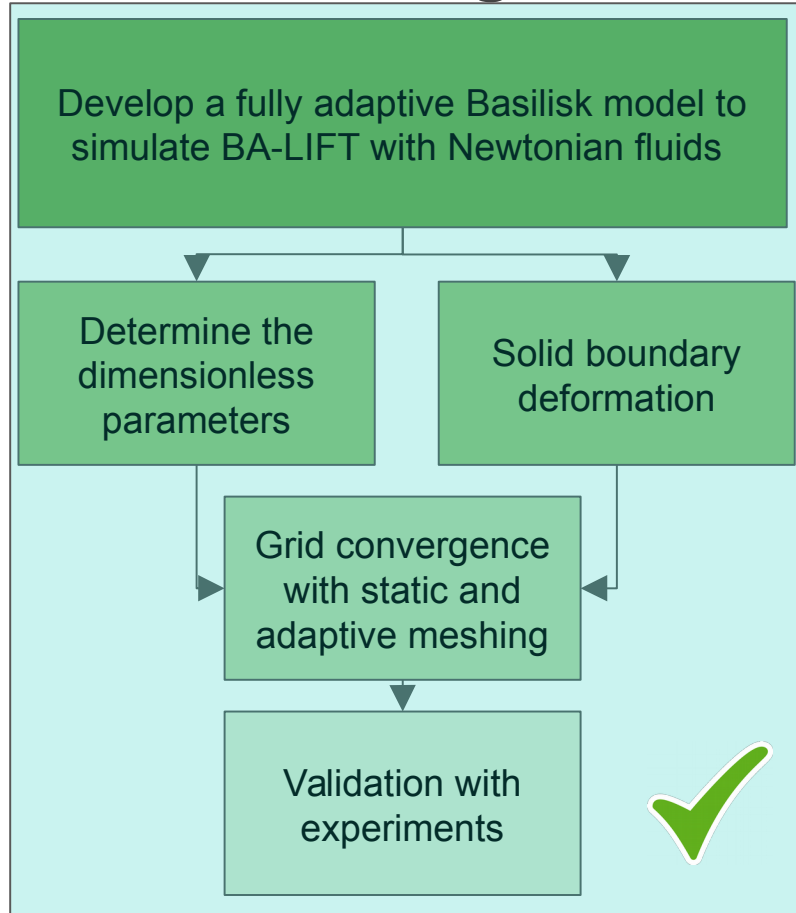 Develop a fully adaptive Basilisk model to
simulate BA-LIFT with Newtonian fluids
Determine the
dimensionless
parameters
Solid boundary
deformation
Grid convergence
with static and
adaptive meshing
Validation with
experiments